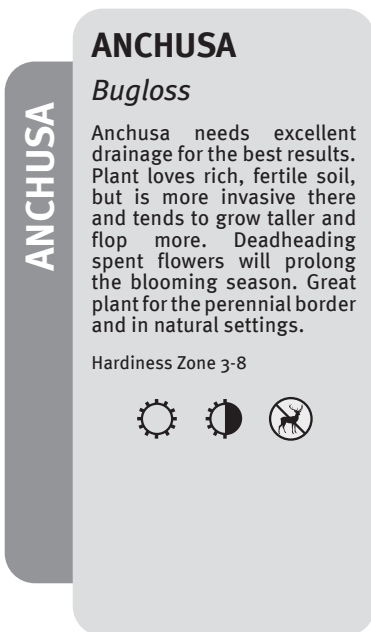 ANCHUSA
ANCHUSA
Bugloss
Anchusa needs excellent
drainage for the best results.
Plant loves rich, fertile soil,
but is more invasive there
and tends to grow taller and
flop more. Deadheading
spent flowers will prolong
the blooming season. Great
plant for the perennial border
and in natural settings.
Hardiness Zone 3-8